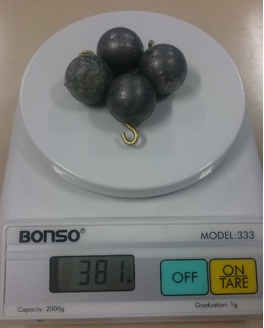 BONSO®
MODEL:333
381.
OFF
ON
TARE
Capacity: 2000g
Graduation: 1g